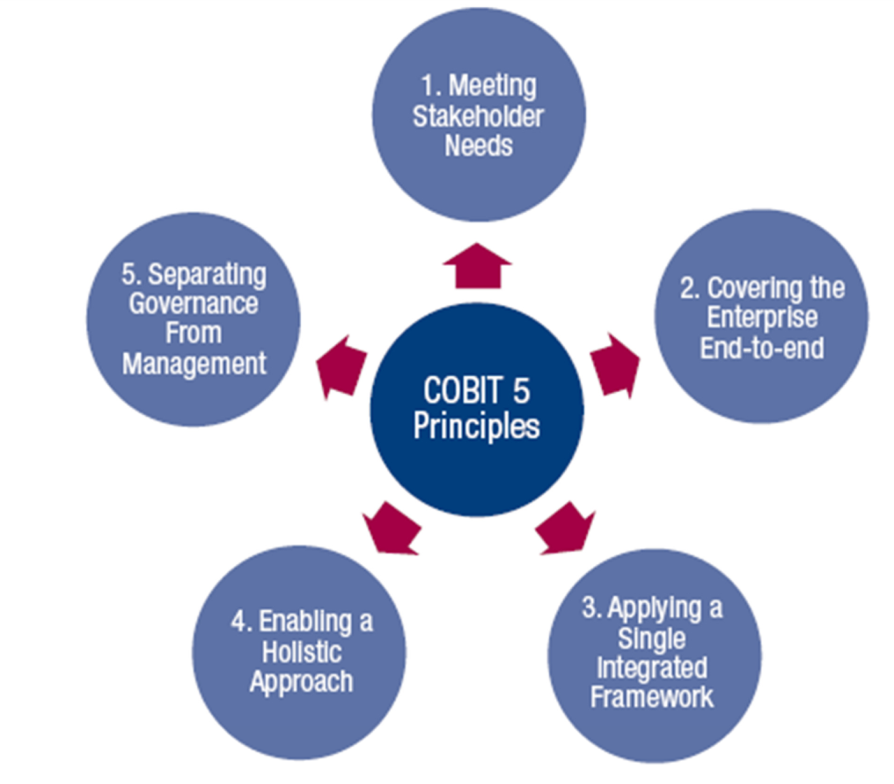 1. Meeting
Stakeholder
Needs
2. Covering the
Enterprise
End-to-end
3. Applying a
Single
Integrated
Framework
4. Enabling a
Holistic
Approach
5. Separating
Governance
From
Management
COBIT 5
Principles